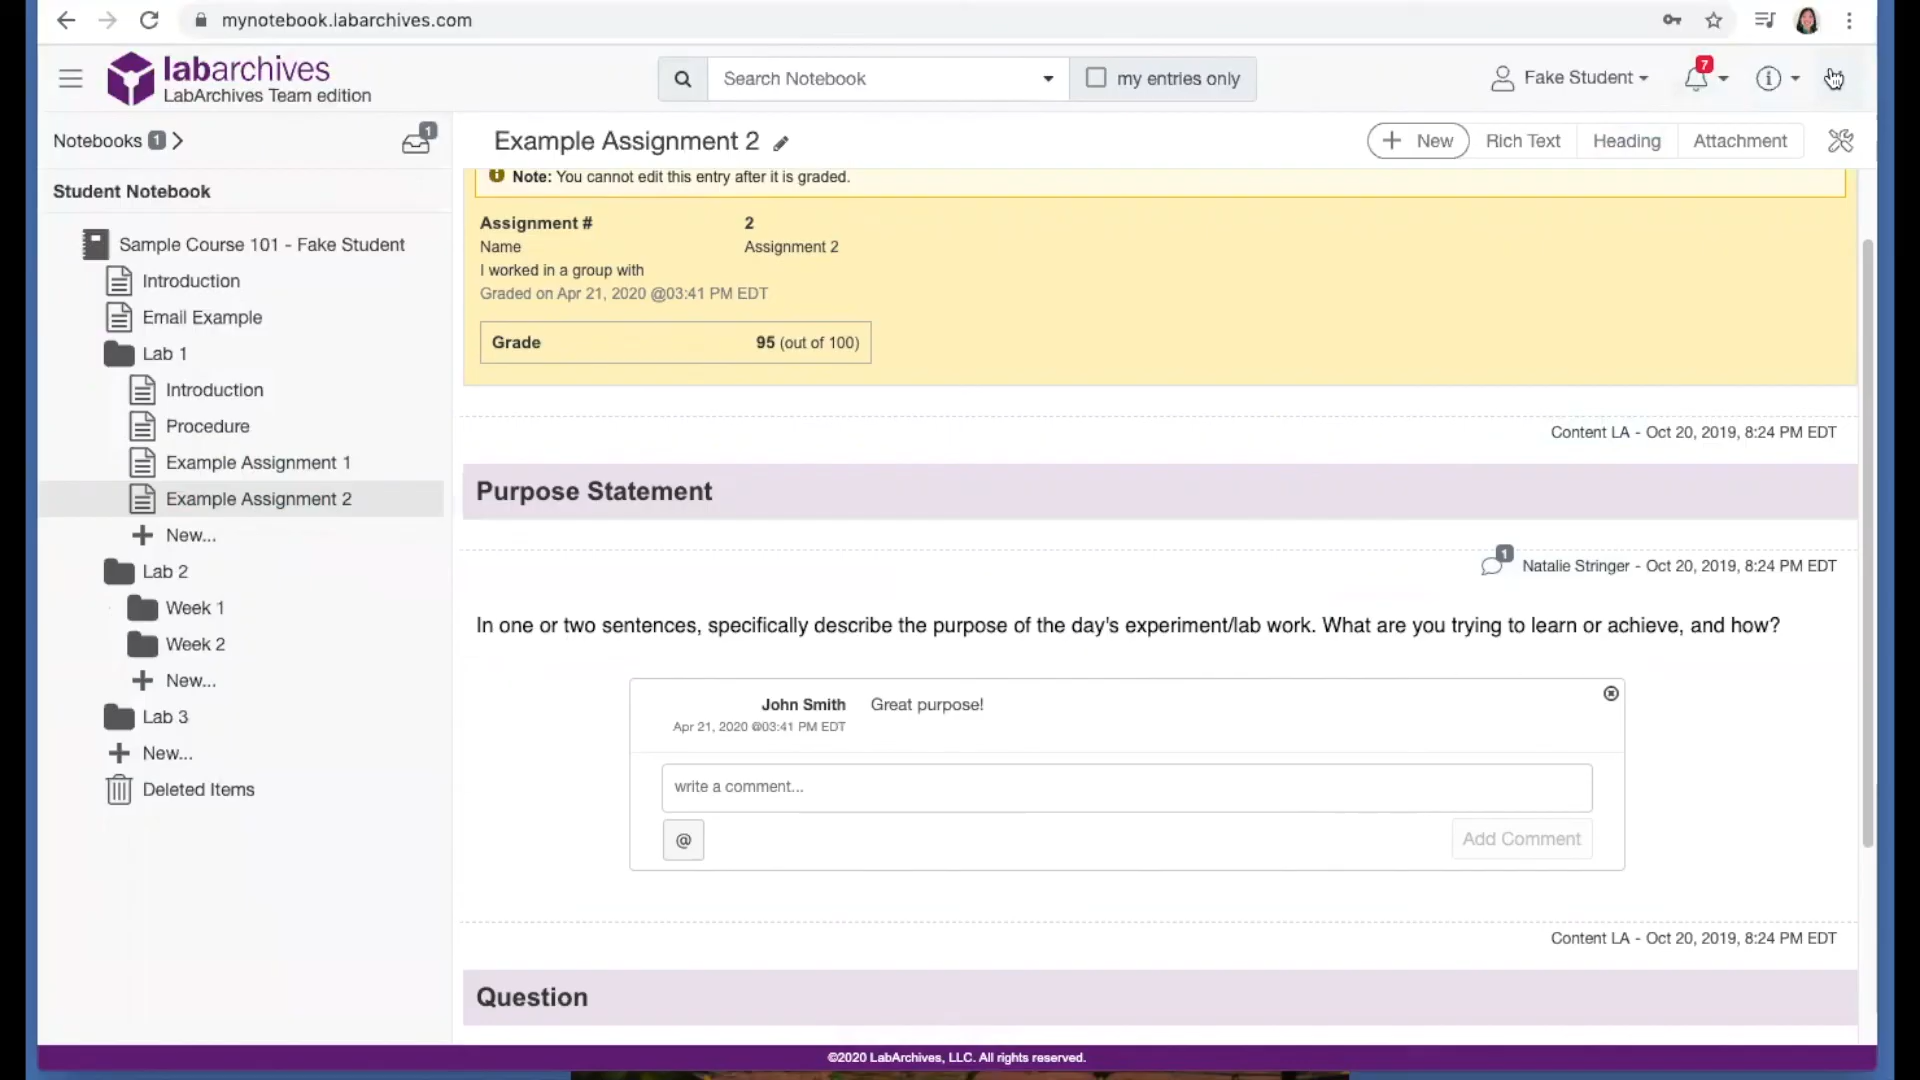 mynotebook.labarchives.com
labarchives
LabArchives Team edition
Search Notebook
my entries only
Fake Student
7
Notebooks 1
1
Example Assignment 2
New
Rich Text
Heading
Attachment
Student Notebook
Sample Course 101 - Fake Student
Introduction
Email Example
Lab 1
Introduction
Procedure
Example Assignment 1
Example Assignment 2
New...
Lab 2
Week 1
Week 2
New...
Lab 3
New...
Deleted Items
Note: You cannot edit this entry after it is graded.
Assignment # 2
Name Assignment 2
I worked in a group with
Graded on Apr 21, 2020 @03:41 PM EDT
Grade 95 (out of 100)
Content LA - Oct 20, 2019, 8:24 PM EDT
Purpose Statement
1 Natalie Stringer - Oct 20, 2019, 8:24 PM EDT
In one or two sentences, specifically describe the purpose of the day's experiment/lab work. What are you trying to learn or achieve, and how?
John Smith Great purpose!
Apr 21, 2020 @03:41 PM EDT
write a comment...
@
Add Comment
Content LA - Oct 20, 2019, 8:24 PM EDT
Question
©2020 LabArchives, LLC. All rights reserved.